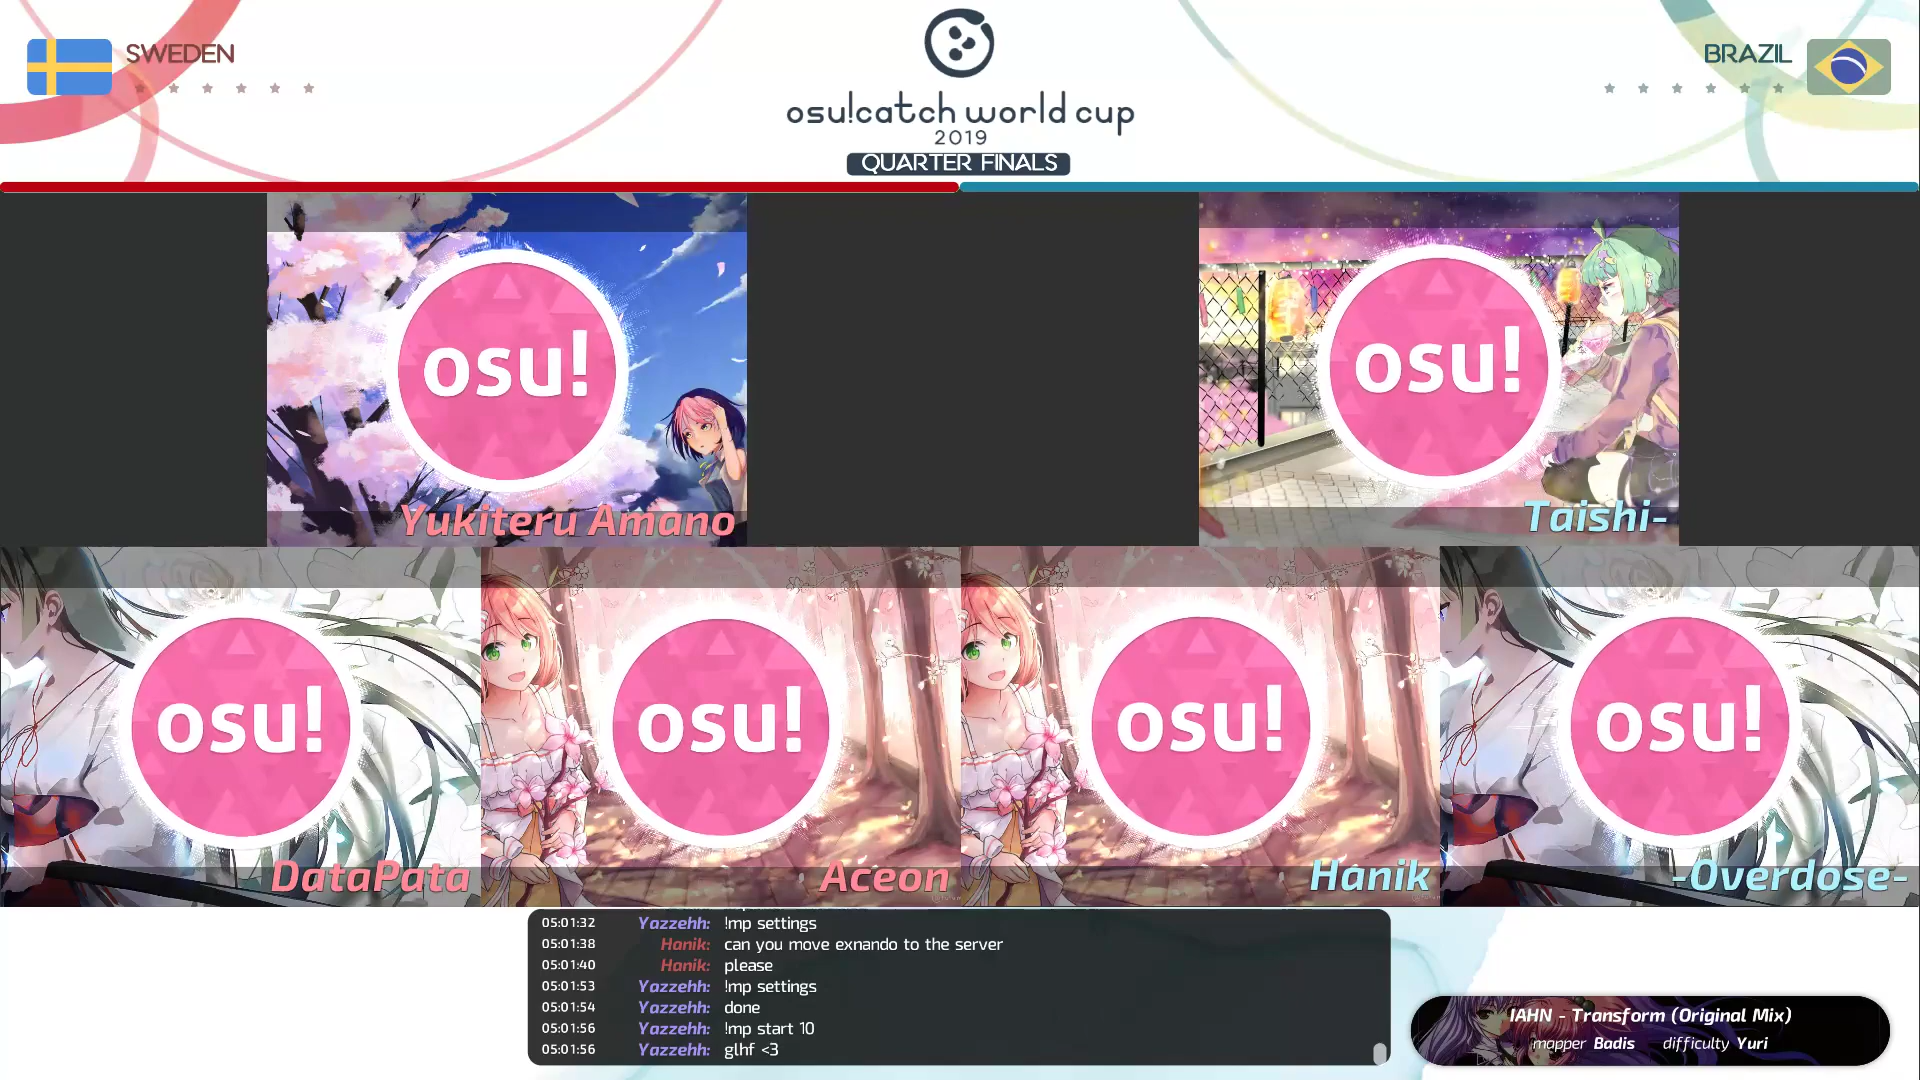 SWEDEN
BRAZIL
osu!catch world cup
2019
QUARTER FINALS
osu!
Yukiteru Amano
osu!
Taishi-
osu!
DataPata
osu!
Aceon
osu!
Hanik
osu!
-Overdose-
05:01:32 Yazzehh: !mp settings
05:01:38 Hanik: can you move exnando to the server
05:01:40 Hanik: please
05:01:53 Yazzehh: !mp settings
05:01:54 Yazzehh: done
05:01:56 Yazzehh: !mp start 10
05:01:56 Yazzehh: glhf <3
IAHN - Transform (Original Mix)
mapper Badis difficulty Yuri